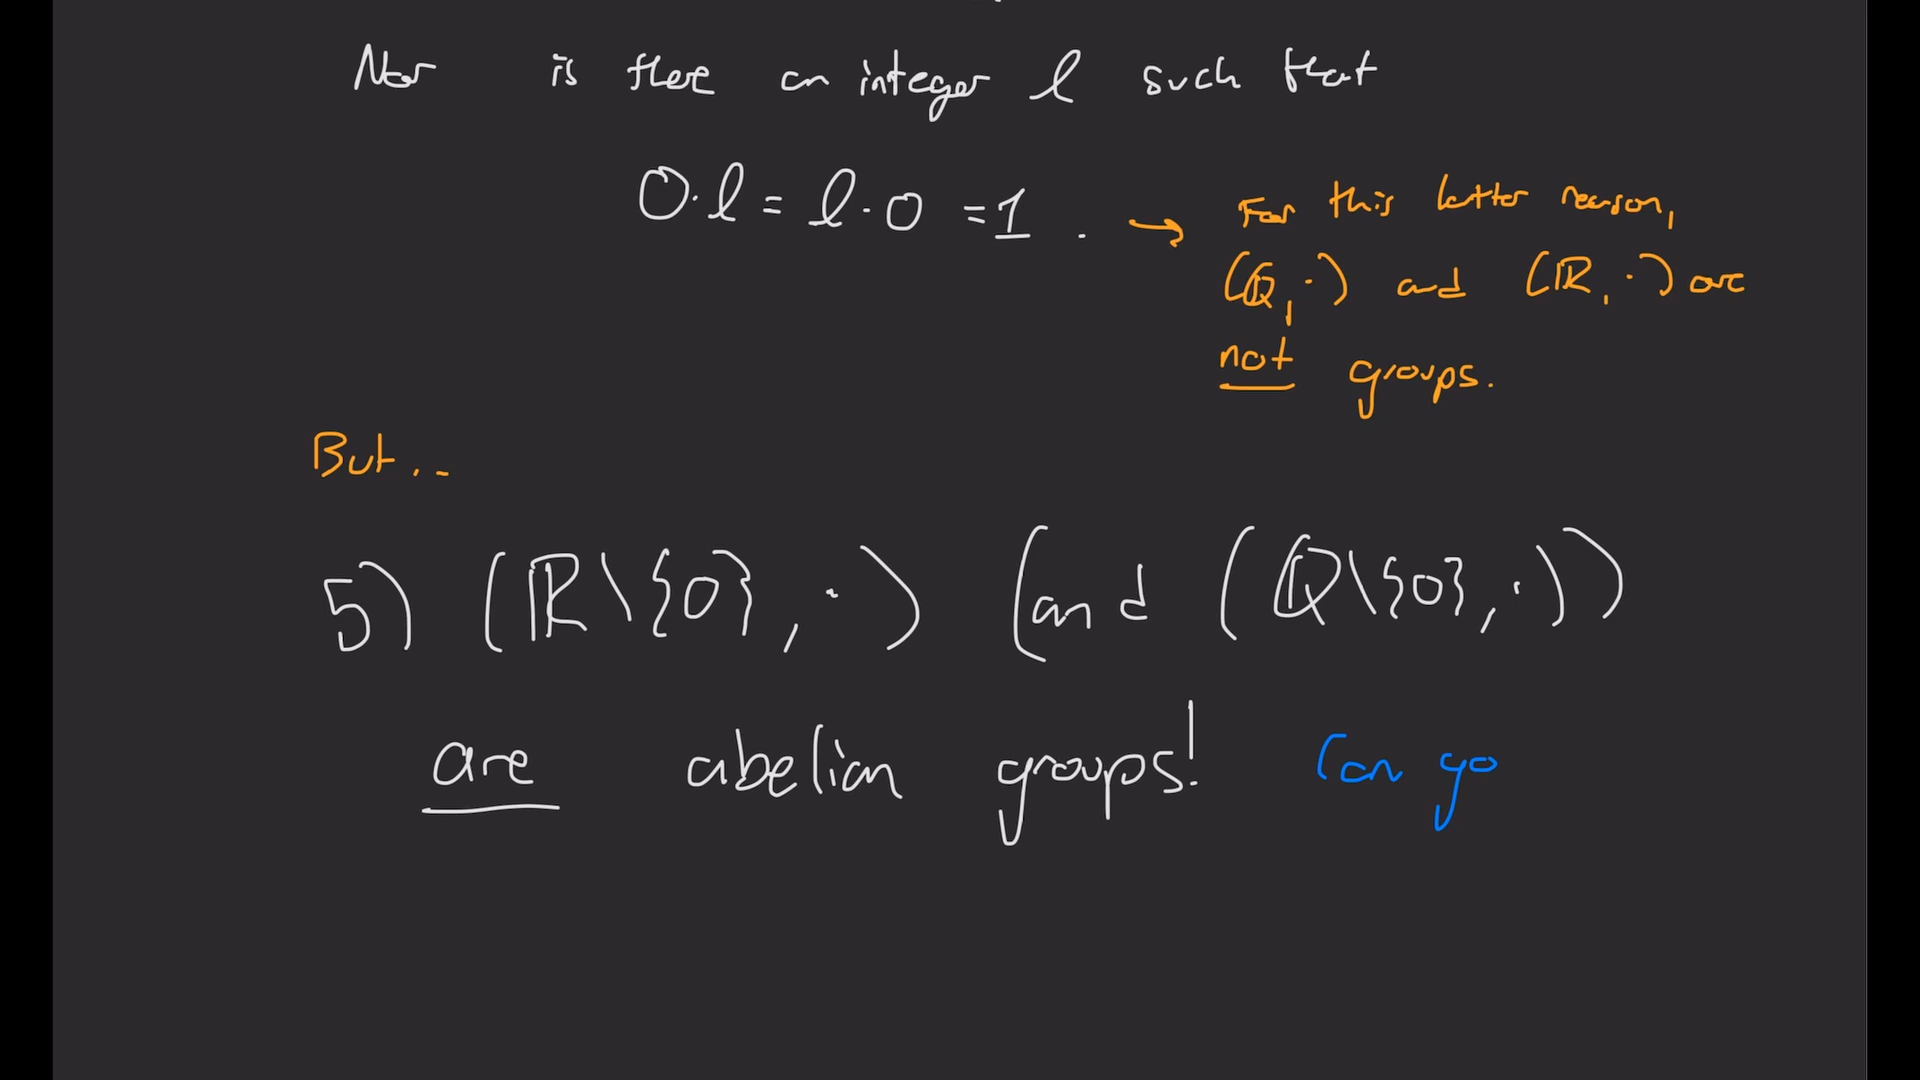 Nor is there an integer l such that
0·l = l·0 = 1 .
→ For this latter reason,
(ℚ, ·) and (ℝ, ·) are
not groups.
But...
5) (ℝ\{0}, ·) (and (ℚ\{0}, ·))
are abelian groups! Can go